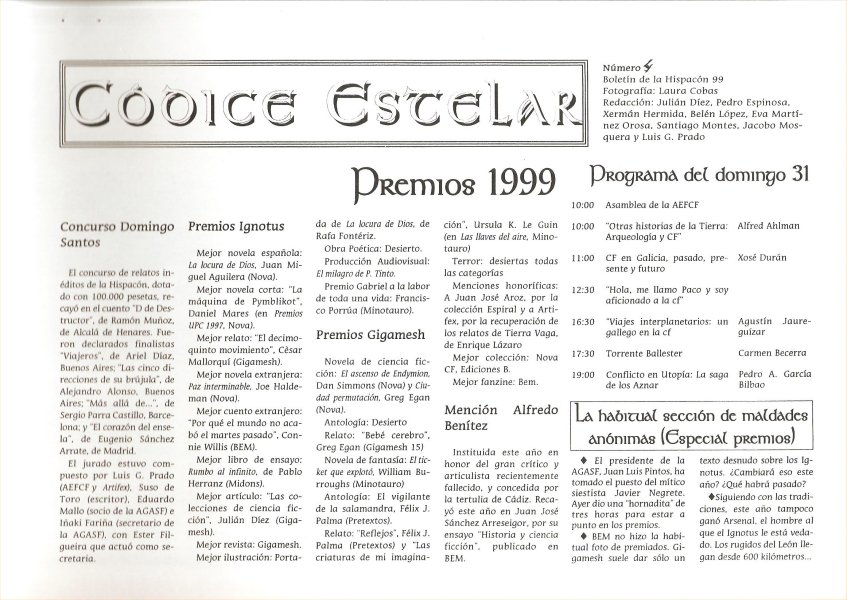 CÓDICE ESTELAR
Número 4
Boletín de la Hispacón 99
Fotografía: Laura Cobas
Redacción: Julián Díez, Pedro Espinosa,
Xermán Hermida, Belén López, Eva Martí-
nez Orosa, Santiago Montes, Jacobo Mos-
quera y Luis G. Prado
Premios 1999
Concurso Domingo
Santos
El concurso de relatos in-
éditos de la Hispacón, dota-
do con 100.000 pesetas, re-
cayó en el cuento "D de Des-
tructor", de Ramón Muñoz,
de Alcalá de Henares. Fue-
ron declarados finalistas
"Viajeros", de Ariel Díaz,
Buenos Aires; "Las cinco di-
recciones de su brújula", de
Alejandro Alonso, Buenos
Aires; "Más allá de...", de
Sergio Parra Castillo, Barce-
lona; y "El corazón del ense-
la", de Eugenio Sánchez
Arrate, de Madrid.
El jurado estuvo com-
puesto por Luis G. Prado
(AEFCF y Artifex), Suso de
Toro (escritor), Eduardo
Mallo (socio de la AGASF) e
Iñaki Fariña (secretario de
la AGASF), con Ester Fil-
gueira que actuó como se-
cretaria.
Premios Ignotus
Mejor novela española:
La locura de Dios, Juan Mi-
guel Aguilera (Nova).
Mejor novela corta: "La
máquina de Pymblikot",
Daniel Mares (en Premios
UPC 1997, Nova).
Mejor relato: "El decimo-
quinto movimiento", Cèsar
Mallorquí (Gigamesh).
Mejor novela extranjera:
Paz interminable, Joe Halde-
man (Nova).
Mejor cuento extranjero:
"Por qué el mundo no aca-
bó el martes pasado", Con-
nie Willis (BEM).
Mejor libro de ensayo:
Rumbo al infinito, de Pablo
Herranz (Midons).
Mejor artículo: "Las co-
lecciones de ciencia fic-
ción", Julián Díez (Giga-
mesh).
Mejor revista: Gigamesh.
Mejor ilustración: Porta-
da de La locura de Dios, de
Rafa Fontériz.
Obra Poética: Desierto.
Producción Audiovisual:
El milagro de P. Tinto.
Premio Gabriel a la labor
de toda una vida: Francis-
co Porrúa (Minotauro).
Premios Gigamesh
Novela de ciencia fic-
ción: El ascenso de Endymion,
Dan Simmons (Nova) y Ciu-
dad permutación, Greg Egan
(Nova).
Antología: Desierto
Relato: "Bebé cerebro",
Greg Egan (Gigamesh 15)
Novela de fantasía: El tic-
ket que explotó, William Bu-
rroughs (Minotauro)
Antología: El vigilante
de la salamandra, Félix J.
Palma (Pretextos).
Relato: "Reflejos", Félix J.
Palma (Pretextos) y "Las
criaturas de mi imagina-
ción", Ursula K. Le Guin
(en Las llaves del aire, Mino-
tauro)
Terror: desiertas todas
las categorías
Menciones honoríficas:
A Juan José Aroz, por la
colección Espiral y a Arti-
fex, por la recuperación de
los relatos de Tierra Vaga,
de Enrique Lázaro
Mejor colección: Nova
CF, Ediciones B.
Mejor fanzine: Bem.
Mención Alfredo
Benítez
Instituida este año en
honor del gran crítico y
articulista recientemente
fallecido, y concedida por
la tertulia de Cádiz. Reca-
yó este año en Juan José
Sánchez Arreseigor, por su
ensayo "Historia y ciencia
ficción", publicado en
BEM.
Programa del domingo 31
10:00 Asamblea de la AEFCF
10:00 "Otras historias de la Tierra: Alfred Ahlman
Arqueología y CF"
11:00 CF en Galicia, pasado, pre- Xosé Durán
sente y futuro
12:30 "Hola, me llamo Paco y soy
aficionado a la cf"
16:30 "Viajes interplanetarios: un Agustín Jaure-
gallego en la cf guízar
17:30 Torrente Ballester Carmen Becerra
19:00 Conflicto en Utopía: La saga Pedro A. García
de los Aznar Bilbao
La habitual sección de maldades
anónimas (Especial premios)
♦ El presidente de la
AGASF, Juan Luis Pintos, ha
tomado el puesto del mítico
siestista Javier Negrete.
Ayer dio una "hornadita" de
tres horas para estar a
punto en los premios.
♦ BEM no hizo la habi-
tual foto de premiados. Gi-
gamesh suele dar sólo un
texto desnudo sobre los Ig-
notus. ¿Cambiará eso este
año? ¿Qué habrá pasado?
♦Siguiendo con las tradi-
ciones, este año tampoco
ganó Arsenal, el hombre al
que el Ignotus le está veda-
do. Los rugidos del León lle-
gan desde 600 kilómetros...